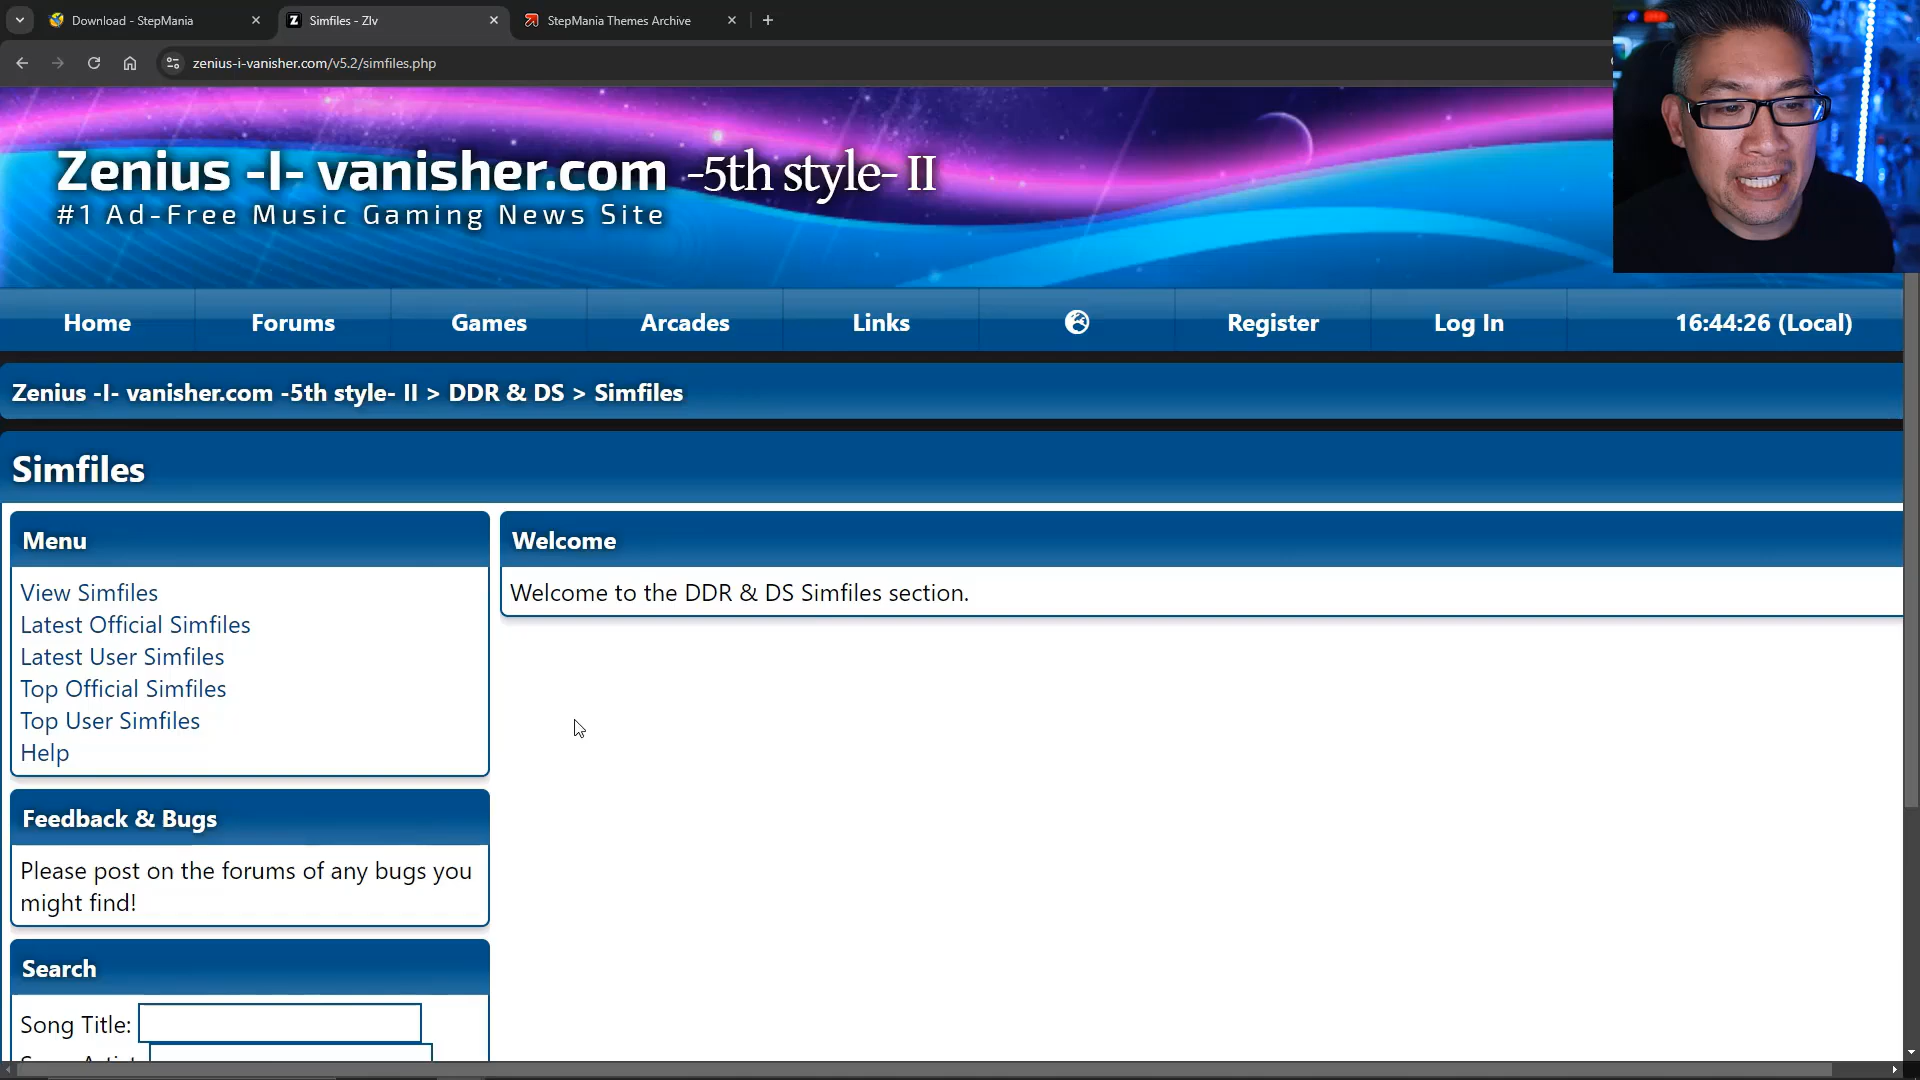 Download - StepMania
Simfiles - ZIv
StepMania Themes Archive
zenius-i-vanisher.com/v5.2/simfiles.php
Zenius -I- vanisher.com -5th style- II
#1 Ad-Free Music Gaming News Site
Home
Forums
Games
Arcades
Links
Register
Log In
16:44:26 (Local)
Zenius -I- vanisher.com -5th style- II > DDR & DS > Simfiles
Simfiles
Menu
View Simfiles
Latest Official Simfiles
Latest User Simfiles
Top Official Simfiles
Top User Simfiles
Help
Feedback & Bugs
Please post on the forums of any bugs you
might find!
Search
Song Title:
Welcome
Welcome to the DDR & DS Simfiles section.